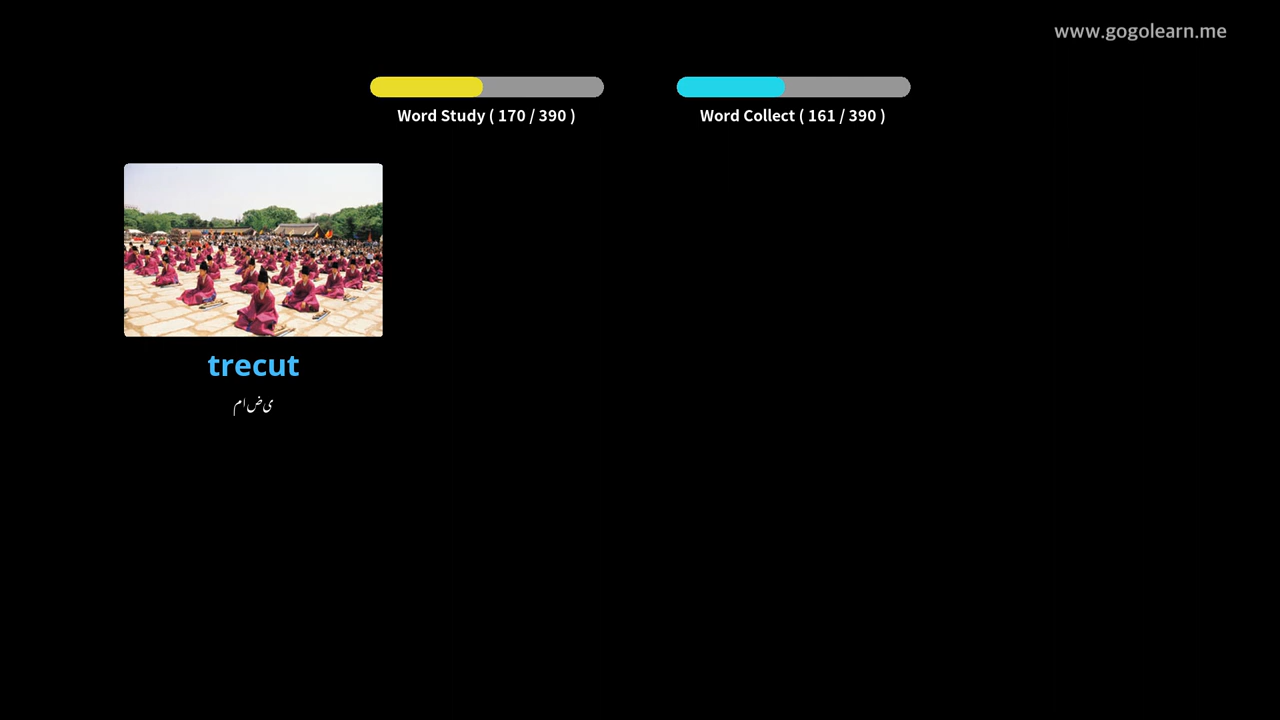 www.gogolearn.me
Word Study ( 170 / 390 )
Word Collect ( 161 / 390 )
trecut
ماضی